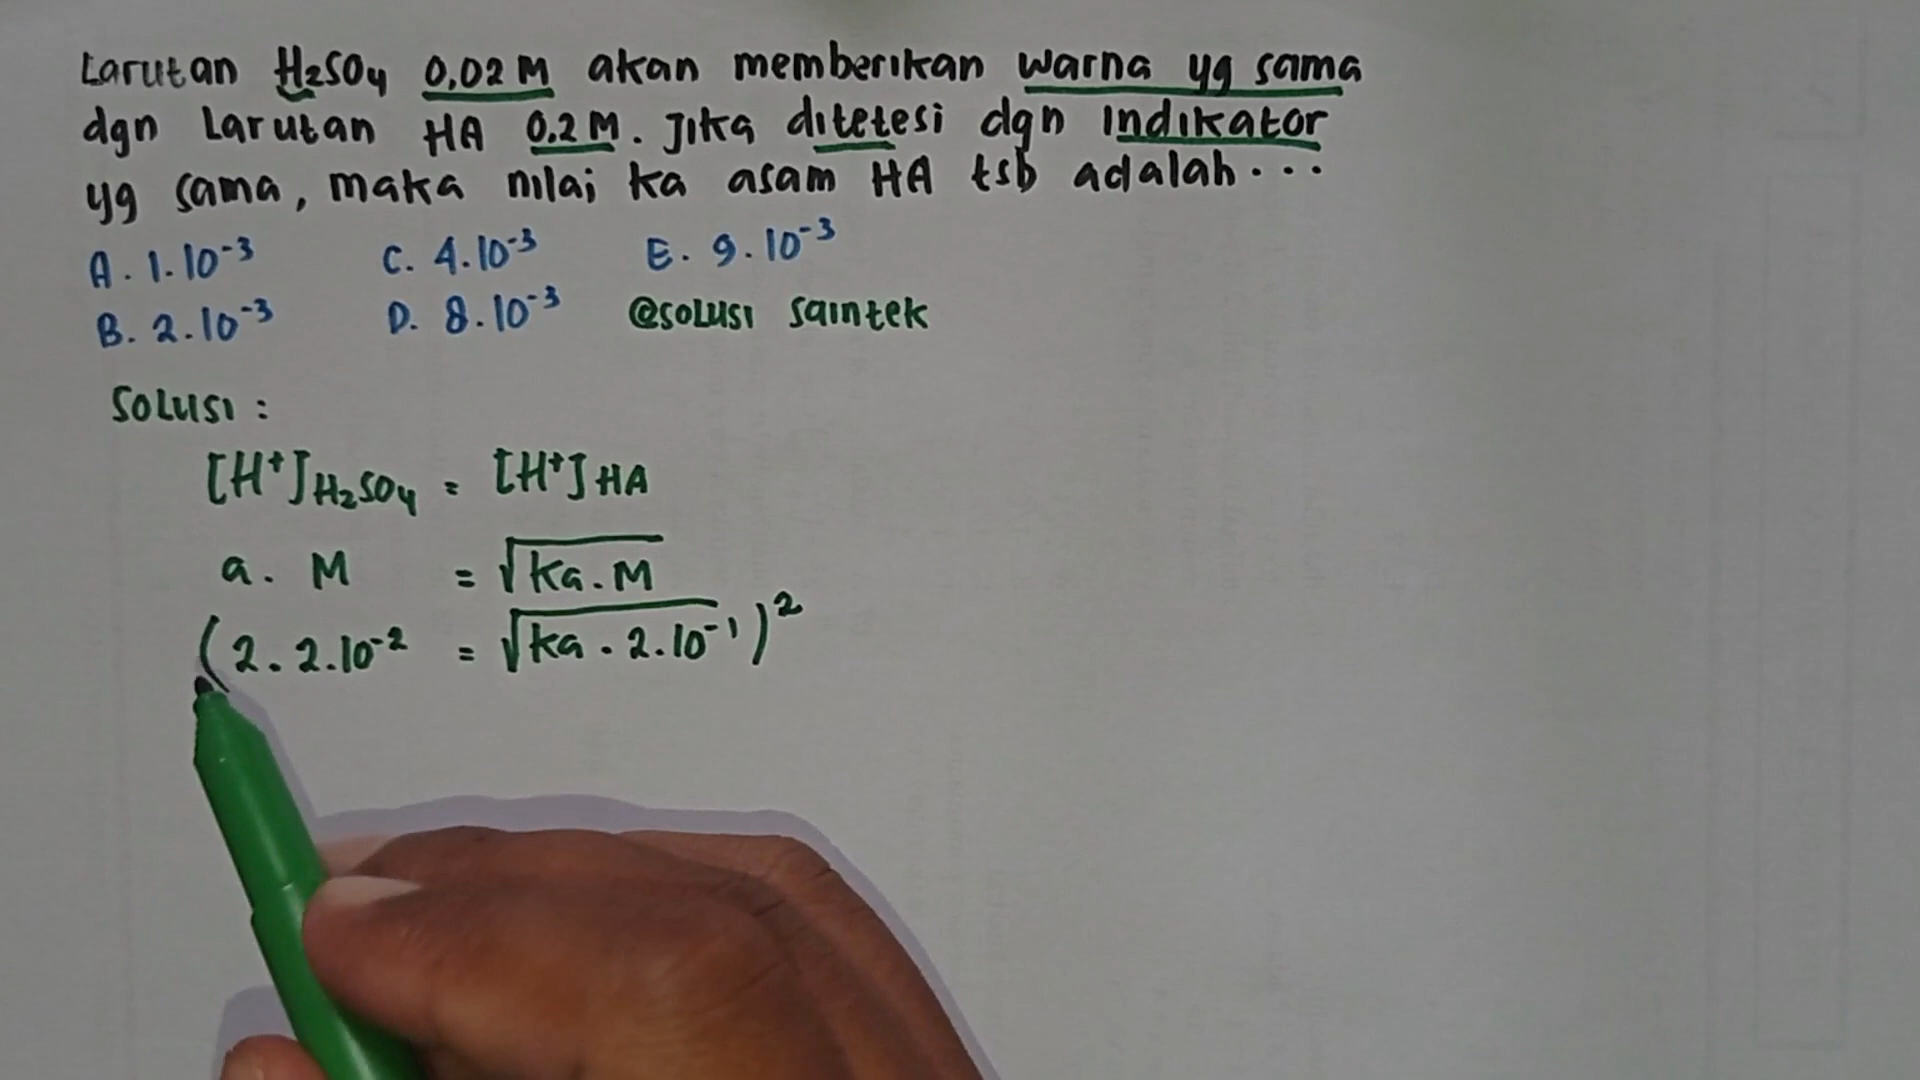 Larutan H₂SO₄ 0,02 M akan memberikan warna yg sama
dgn Larutan HA 0.2 M. Jika ditetesi dgn Indikator
yg sama, maka nilai ka asam HA tsb adalah...
A. 1.10⁻³ C. 4.10⁻³ E. 9.10⁻³
B. 2.10⁻³ D. 8.10⁻³ @solusi saintek
Solusi :
[H⁺]H₂SO₄ = [H⁺]HA
a. M = √ka.M
(2.2.10⁻² = √ka.2.10⁻¹)²